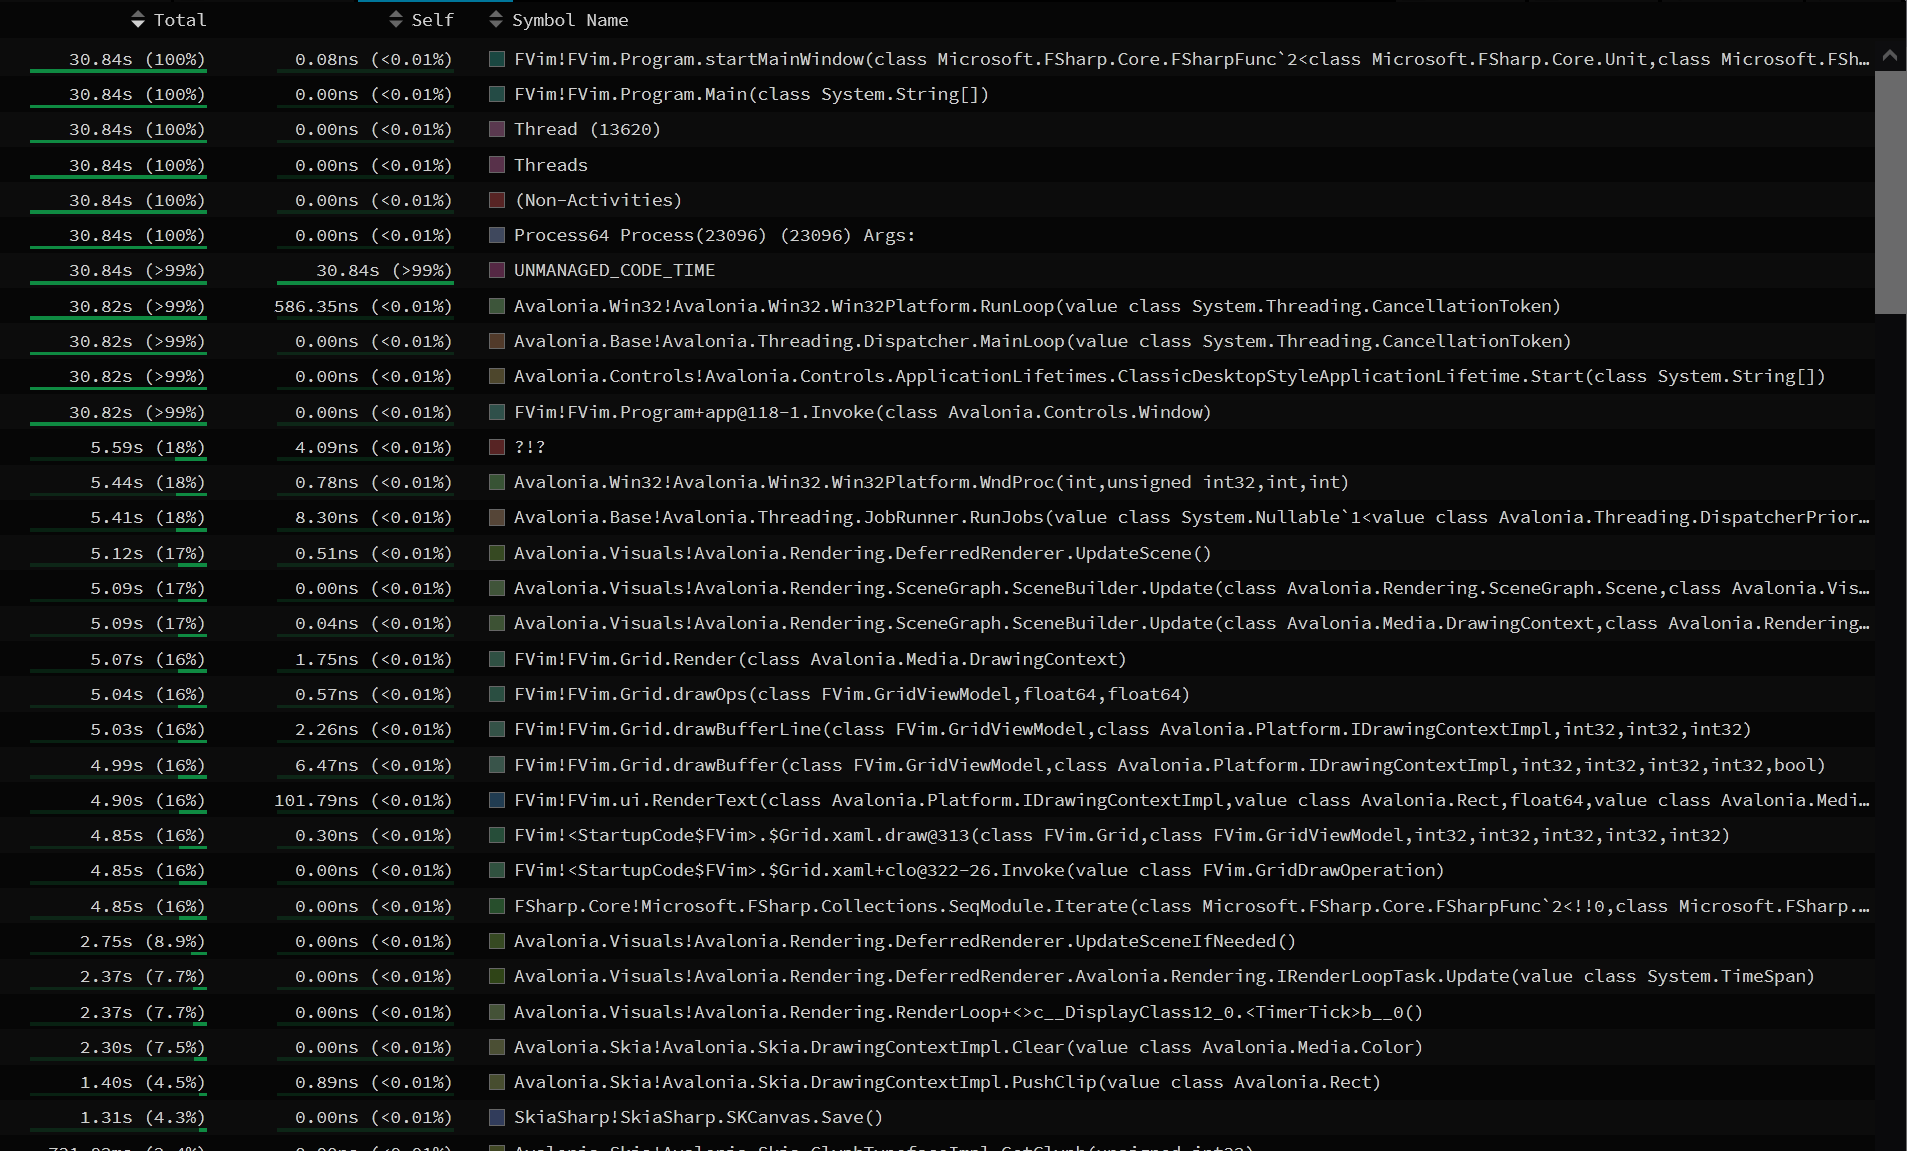 Total Self Symbol Name
30.84s (100%) 0.08ns (<0.01%) FVim!FVim.Program.startMainWindow(class Microsoft.FSharp.Core.FSharpFunc`2<class Microsoft.FSharp.Core.Unit,class Microsoft.FSh…
30.84s (100%) 0.00ns (<0.01%) FVim!FVim.Program.Main(class System.String[])
30.84s (100%) 0.00ns (<0.01%) Thread (13620)
30.84s (100%) 0.00ns (<0.01%) Threads
30.84s (100%) 0.00ns (<0.01%) (Non-Activities)
30.84s (100%) 0.00ns (<0.01%) Process64 Process(23096) (23096) Args:
30.84s (>99%) 30.84s (>99%) UNMANAGED_CODE_TIME
30.82s (>99%) 586.35ns (<0.01%) Avalonia.Win32!Avalonia.Win32.Win32Platform.RunLoop(value class System.Threading.CancellationToken)
30.82s (>99%) 0.00ns (<0.01%) Avalonia.Base!Avalonia.Threading.Dispatcher.MainLoop(value class System.Threading.CancellationToken)
30.82s (>99%) 0.00ns (<0.01%) Avalonia.Controls!Avalonia.Controls.ApplicationLifetimes.ClassicDesktopStyleApplicationLifetime.Start(class System.String[])
30.82s (>99%) 0.00ns (<0.01%) FVim!FVim.Program+app@118-1.Invoke(class Avalonia.Controls.Window)
5.59s (18%) 4.09ns (<0.01%) ?!?
5.44s (18%) 0.78ns (<0.01%) Avalonia.Win32!Avalonia.Win32.Win32Platform.WndProc(int,unsigned int32,int,int)
5.41s (18%) 8.30ns (<0.01%) Avalonia.Base!Avalonia.Threading.JobRunner.RunJobs(value class System.Nullable`1<value class Avalonia.Threading.DispatcherPrior…
5.12s (17%) 0.51ns (<0.01%) Avalonia.Visuals!Avalonia.Rendering.DeferredRenderer.UpdateScene()
5.09s (17%) 0.00ns (<0.01%) Avalonia.Visuals!Avalonia.Rendering.SceneGraph.SceneBuilder.Update(class Avalonia.Rendering.SceneGraph.Scene,class Avalonia.Vis…
5.09s (17%) 0.04ns (<0.01%) Avalonia.Visuals!Avalonia.Rendering.SceneGraph.SceneBuilder.Update(class Avalonia.Media.DrawingContext,class Avalonia.Rendering…
5.07s (16%) 1.75ns (<0.01%) FVim!FVim.Grid.Render(class Avalonia.Media.DrawingContext)
5.04s (16%) 0.57ns (<0.01%) FVim!FVim.Grid.drawOps(class FVim.GridViewModel,float64,float64)
5.03s (16%) 2.26ns (<0.01%) FVim!FVim.Grid.drawBufferLine(class FVim.GridViewModel,class Avalonia.Platform.IDrawingContextImpl,int32,int32,int32)
4.99s (16%) 6.47ns (<0.01%) FVim!FVim.Grid.drawBuffer(class FVim.GridViewModel,class Avalonia.Platform.IDrawingContextImpl,int32,int32,int32,int32,bool)
4.90s (16%) 101.79ns (<0.01%) FVim!FVim.ui.RenderText(class Avalonia.Platform.IDrawingContextImpl,value class Avalonia.Rect,float64,value class Avalonia.Medi…
4.85s (16%) 0.30ns (<0.01%) FVim!<StartupCode$FVim>.$Grid.xaml.draw@313(class FVim.Grid,class FVim.GridViewModel,int32,int32,int32,int32,int32)
4.85s (16%) 0.00ns (<0.01%) FVim!<StartupCode$FVim>.$Grid.xaml+clo@322-26.Invoke(value class FVim.GridDrawOperation)
4.85s (16%) 0.00ns (<0.01%) FSharp.Core!Microsoft.FSharp.Collections.SeqModule.Iterate(class Microsoft.FSharp.Core.FSharpFunc`2<!!0,class Microsoft.FSharp.…
2.75s (8.9%) 0.00ns (<0.01%) Avalonia.Visuals!Avalonia.Rendering.DeferredRenderer.UpdateSceneIfNeeded()
2.37s (7.7%) 0.00ns (<0.01%) Avalonia.Visuals!Avalonia.Rendering.DeferredRenderer.Avalonia.Rendering.IRenderLoopTask.Update(value class System.TimeSpan)
2.37s (7.7%) 0.00ns (<0.01%) Avalonia.Visuals!Avalonia.Rendering.RenderLoop+<>c__DisplayClass12_0.<TimerTick>b__0()
2.30s (7.5%) 0.00ns (<0.01%) Avalonia.Skia!Avalonia.Skia.DrawingContextImpl.Clear(value class Avalonia.Media.Color)
1.40s (4.5%) 0.89ns (<0.01%) Avalonia.Skia!Avalonia.Skia.DrawingContextImpl.PushClip(value class Avalonia.Rect)
1.31s (4.3%) 0.00ns (<0.01%) SkiaSharp!SkiaSharp.SKCanvas.Save()
Avalonia.Skia!Avalonia.Skia.GlyphTypefaceImpl.GetGlyph(unsigned int32)